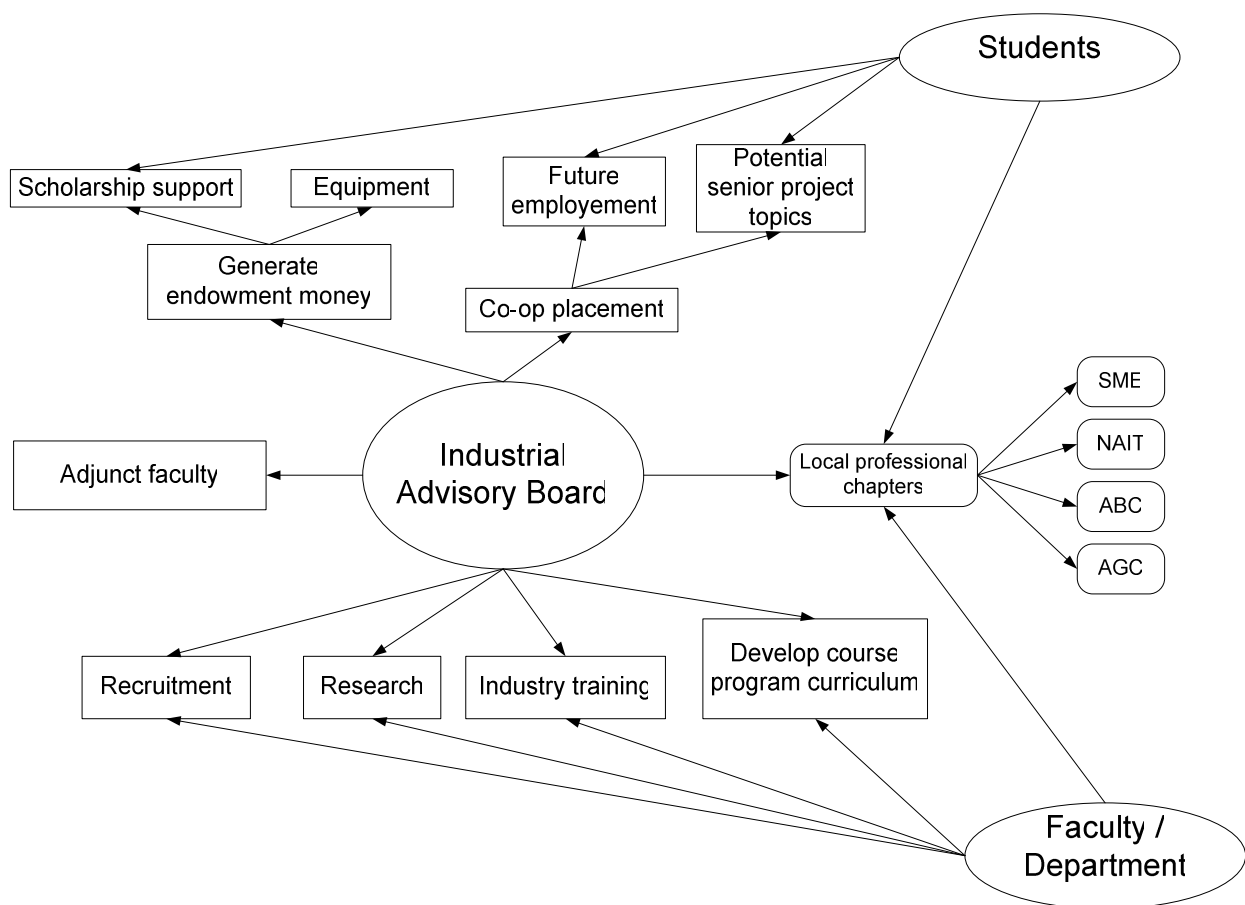 Students
Scholarship support
Equipment
Future
employement
Potential
senior project
topics
Generate
endowment money
Co-op placement
SME
NAIT
ABC
AGC
Adjunct faculty
Industrial
Advisory Board
Local professional
chapters
Recruitment
Research
Industry training
Develop course
program curriculum
Faculty /
Department